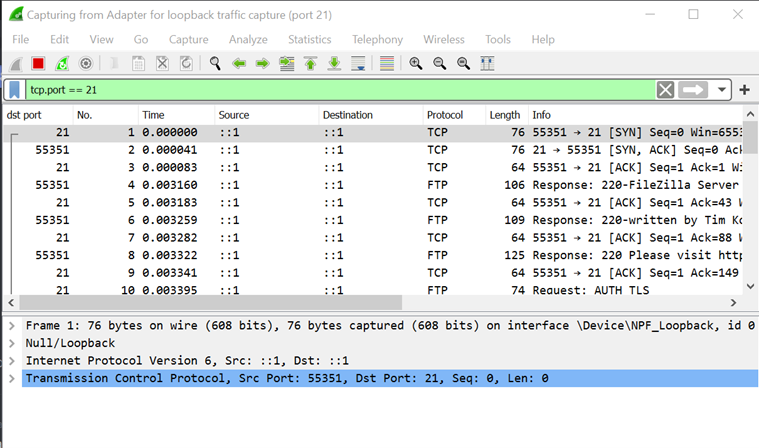 Capturing from Adapter for loopback traffic capture (port 21)
File Edit View Go Capture Analyze Statistics Telephony Wireless Tools Help
tcp.port == 21
dst port No. Time Source Destination Protocol Length Info
21 1 0.000000 ::1 ::1 TCP 76 55351 → 21 [SYN] Seq=0 Win=6553
55351 2 0.000041 ::1 ::1 TCP 76 21 → 55351 [SYN, ACK] Seq=0 Ack
21 3 0.000083 ::1 ::1 TCP 64 55351 → 21 [ACK] Seq=1 Ack=1 Wi
55351 4 0.003160 ::1 ::1 FTP 106 Response: 220-FileZilla Server
21 5 0.003183 ::1 ::1 TCP 64 55351 → 21 [ACK] Seq=1 Ack=43 W
55351 6 0.003259 ::1 ::1 FTP 109 Response: 220-written by Tim Ko
21 7 0.003282 ::1 ::1 TCP 64 55351 → 21 [ACK] Seq=1 Ack=88 W
55351 8 0.003322 ::1 ::1 FTP 125 Response: 220 Please visit http
21 9 0.003341 ::1 ::1 TCP 64 55351 → 21 [ACK] Seq=1 Ack=149
21 10 0.003395 ::1 ::1 FTP 74 Request: AUTH TLS
Frame 1: 76 bytes on wire (608 bits), 76 bytes captured (608 bits) on interface \Device\NPF_Loopback, id 0
Null/Loopback
Internet Protocol Version 6, Src: ::1, Dst: ::1
Transmission Control Protocol, Src Port: 55351, Dst Port: 21, Seq: 0, Len: 0